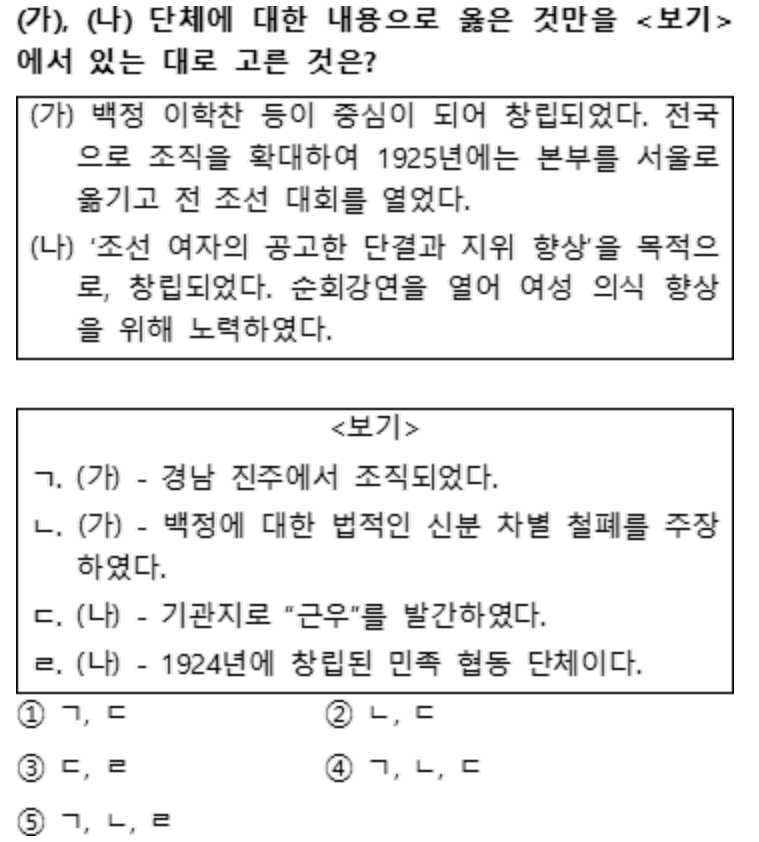 (가), (나) 단체에 대한 내용으로 옳은 것만을 <보기>
에서 있는 대로 고른 것은?
(가) 백정 이학찬 등이 중심이 되어 창립되었다. 전국
으로 조직을 확대하여 1925년에는 본부를 서울로
옮기고 전 조선 대회를 열었다.
(나) '조선 여자의 공고한 단결과 지위 향상'을 목적으
로, 창립되었다. 순회강연을 열어 여성 의식 향상
을 위해 노력하였다.
<보기>
ㄱ. (가) - 경남 진주에서 조직되었다.
ㄴ. (가) - 백정에 대한 법적인 신분 차별 철폐를 주장
하였다.
ㄷ. (나) - 기관지로 "근우"를 발간하였다.
ㄹ. (나) - 1924년에 창립된 민족 협동 단체이다.
① ㄱ, ㄷ ② ㄴ, ㄷ
③ ㄷ, ㄹ ④ ㄱ, ㄴ, ㄷ
⑤ ㄱ, ㄴ, ㄹ